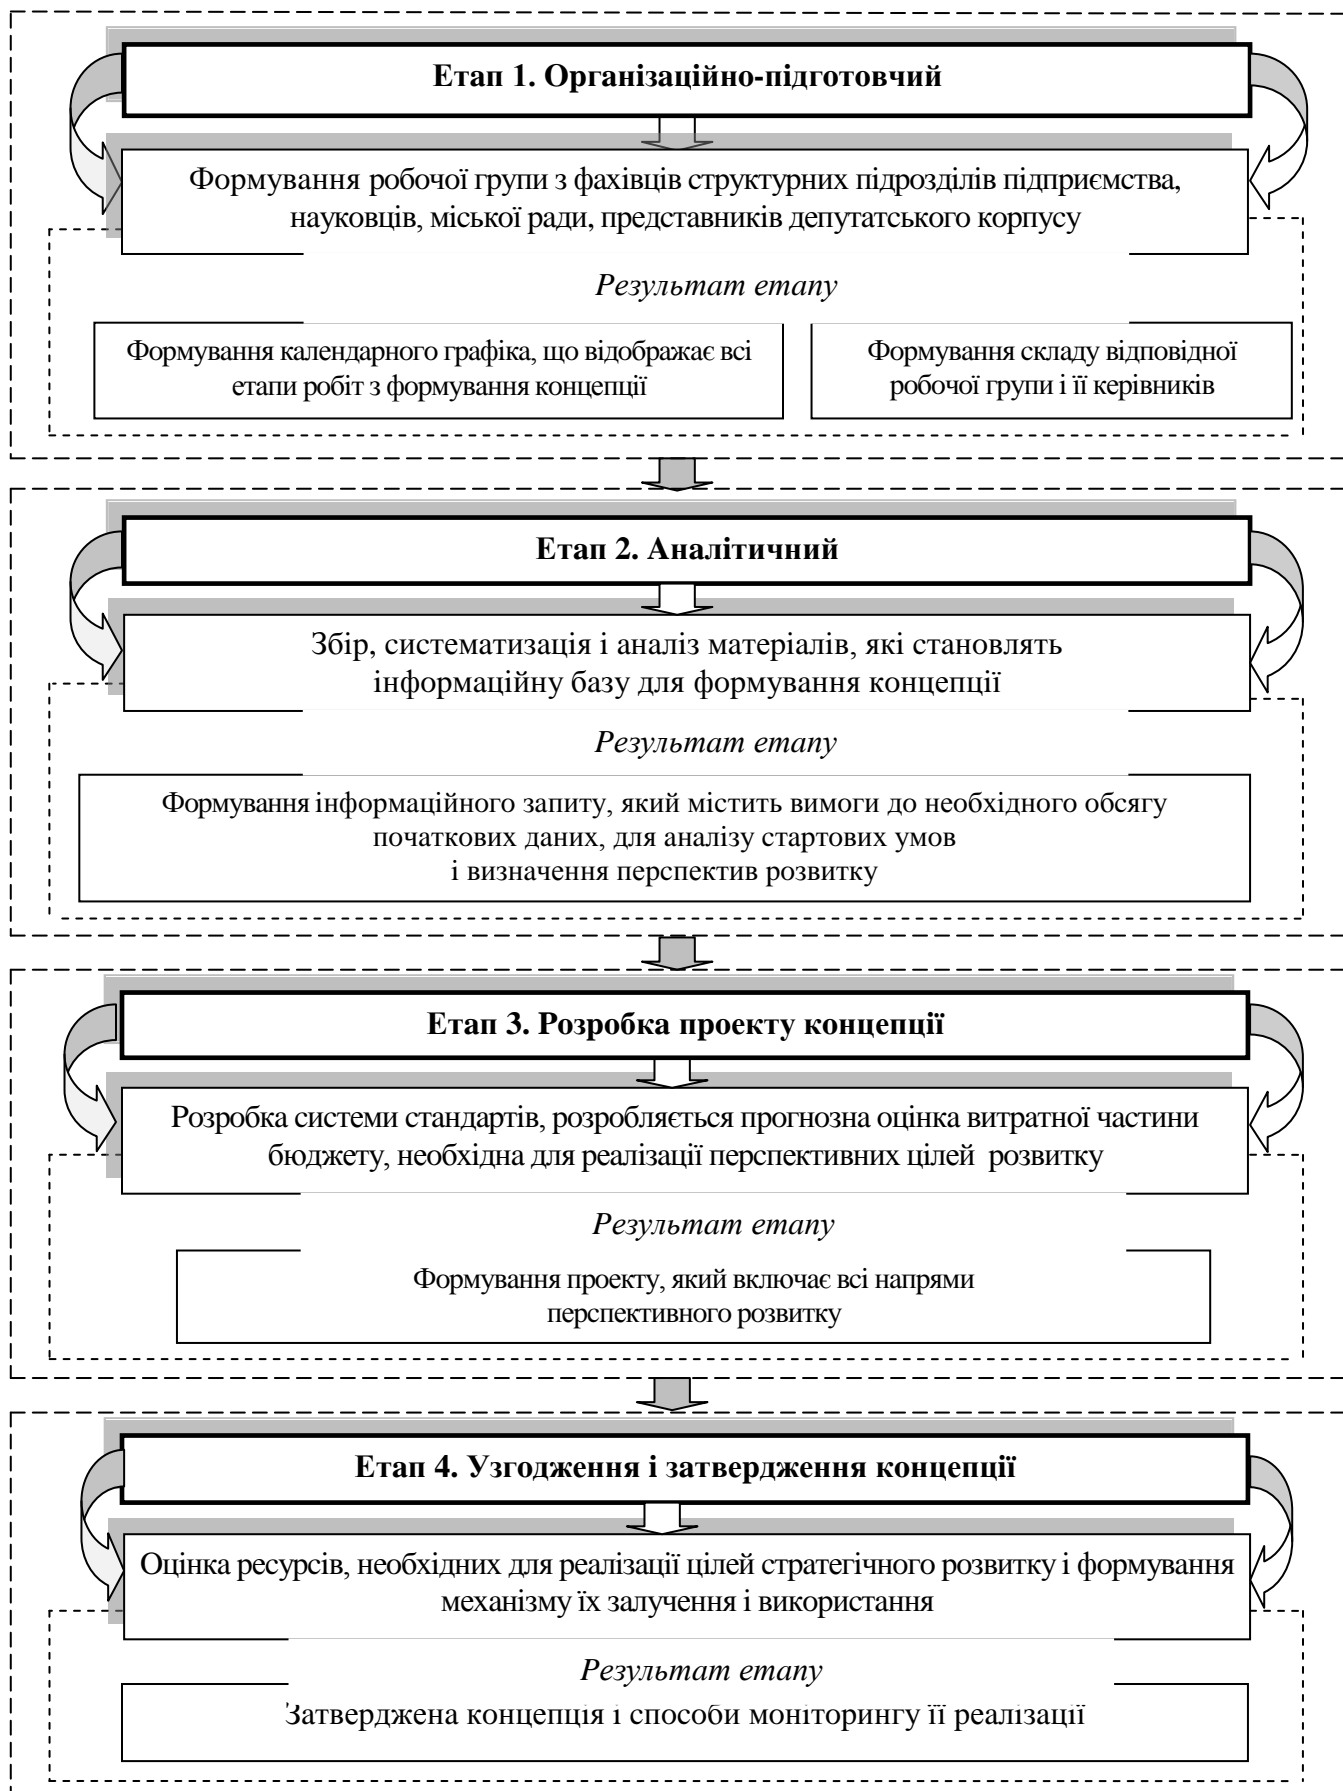 Етап 1. Організаційно-підготовчий
Формування робочої групи з фахівців структурних підрозділів підприємства,
науковців, міської ради, представників депутатського корпусу
Результат етапу
Формування календарного графіка, що відображає всі
етапи робіт з формування концепції
Формування складу відповідної
робочої групи і її керівників
Етап 2. Аналітичний
Збір, систематизація і аналіз матеріалів, які становлять
інформаційну базу для формування концепції
Результат етапу
Формування інформаційного запиту, який містить вимоги до необхідного обсягу
початкових даних, для аналізу стартових умов
і визначення перспектив розвитку
Етап 3. Розробка проекту концепції
Розробка системи стандартів, розробляється прогнозна оцінка витратної частини
бюджету, необхідна для реалізації перспективних цілей розвитку
Результат етапу
Формування проекту, який включає всі напрями
перспективного розвитку
Етап 4. Узгодження і затвердження концепції
Оцінка ресурсів, необхідних для реалізації цілей стратегічного розвитку і формування
механізму їх залучення і використання
Результат етапу
Затверджена концепція і способи моніторингу її реалізації